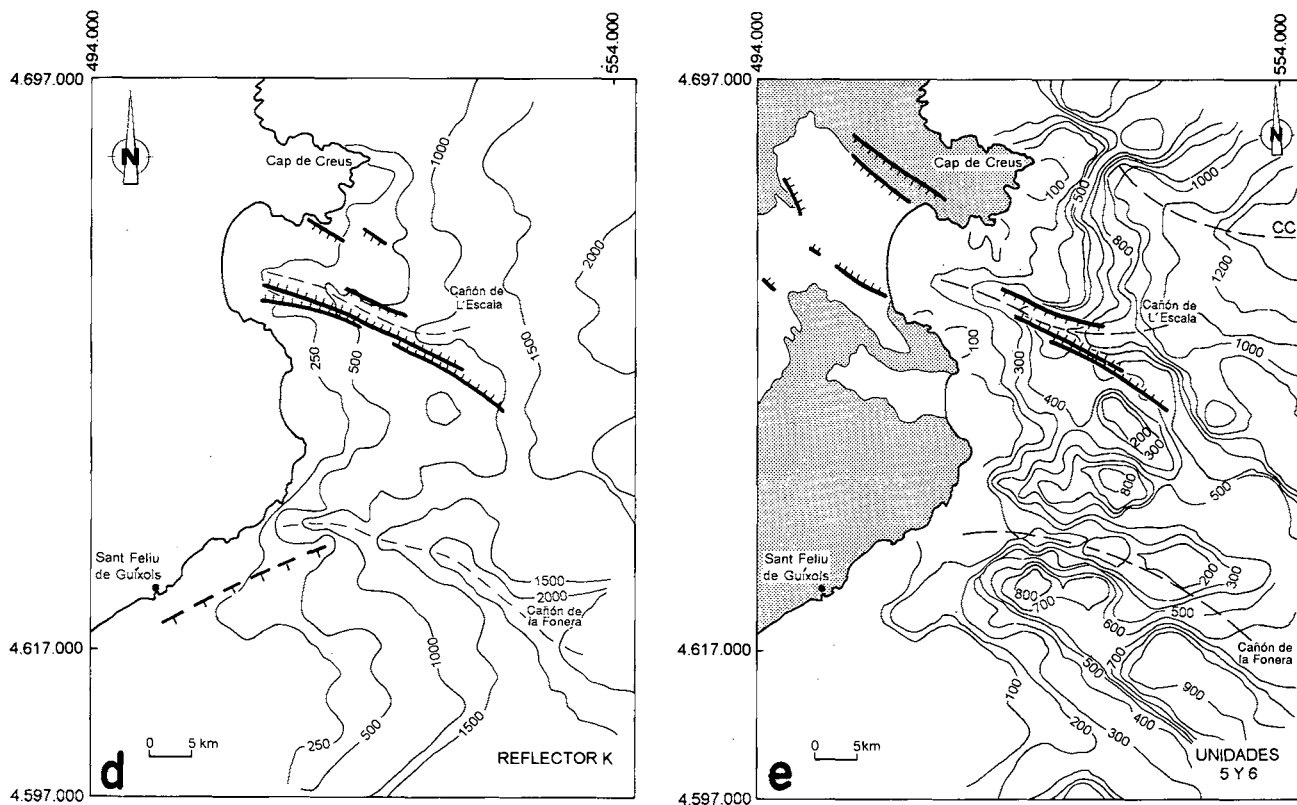 494.000
554.000
4.697.000
N
Cap de Creus
1000
2000
Cañón de
L'Escala
1500
250
500
Sant Feliu
de Guíxols
1500
2000
Cañón de
la Fonera
4.617.000
1000
500
1500
250
0 5 km
REFLECTOR K
d
4.597.000
494.000
554.000
4.697.000
N
Cap de Creus
100
500
1000
CC
800
1200
Cañón de
L'Escala
100
300
1000
400
200
300
800
500
Sant Feliu
de Guíxols
200
300
800
700
500
600
Cañón de
la Fonera
4.617.000
700
500
900
100
400
200
300
0 5 km
UNIDADES
5 Y 6
e
4.597.000